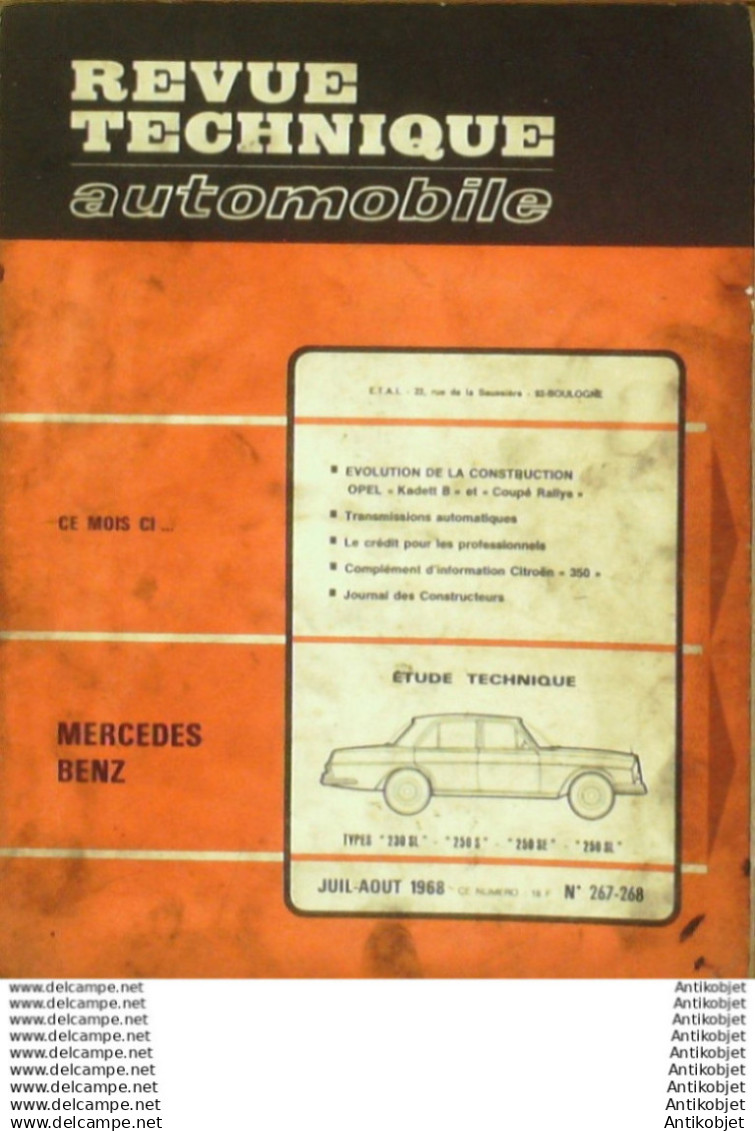 REVUE
TECHNIQUE
automobile
E.T.A.I. - 22, rue de la Saussière - 92-BOULOGNE
CE MOIS CI ...
■ EVOLUTION DE LA CONSTRUCTION
OPEL « Kadett B » et « Coupé Rallye »
■ Transmissions automatiques
■ Le crédit pour les professionnels
■ Complément d'information Citroën « 350 »
■ Journal des Constructeurs
MERCEDES
BENZ
ÉTUDE TECHNIQUE
TYPES "230 SL" - "250 S" - "250 SE" - "250 SL"
JUIL-AOUT 1968 - CE NUMERO - 18 F N° 267-268
www.delcampe.net Antikobjet
www.delcampe.net Antikobjet
www.delcampe.net Antikobjet
www.delcampe.net Antikobjet
www.delcampe.net Antikobjet
www.delcampe.net Antikobjet
www.delcampe.net Antikobjet
www.delcampe.net Antikobjet
www.delcampe.net Antikobjet